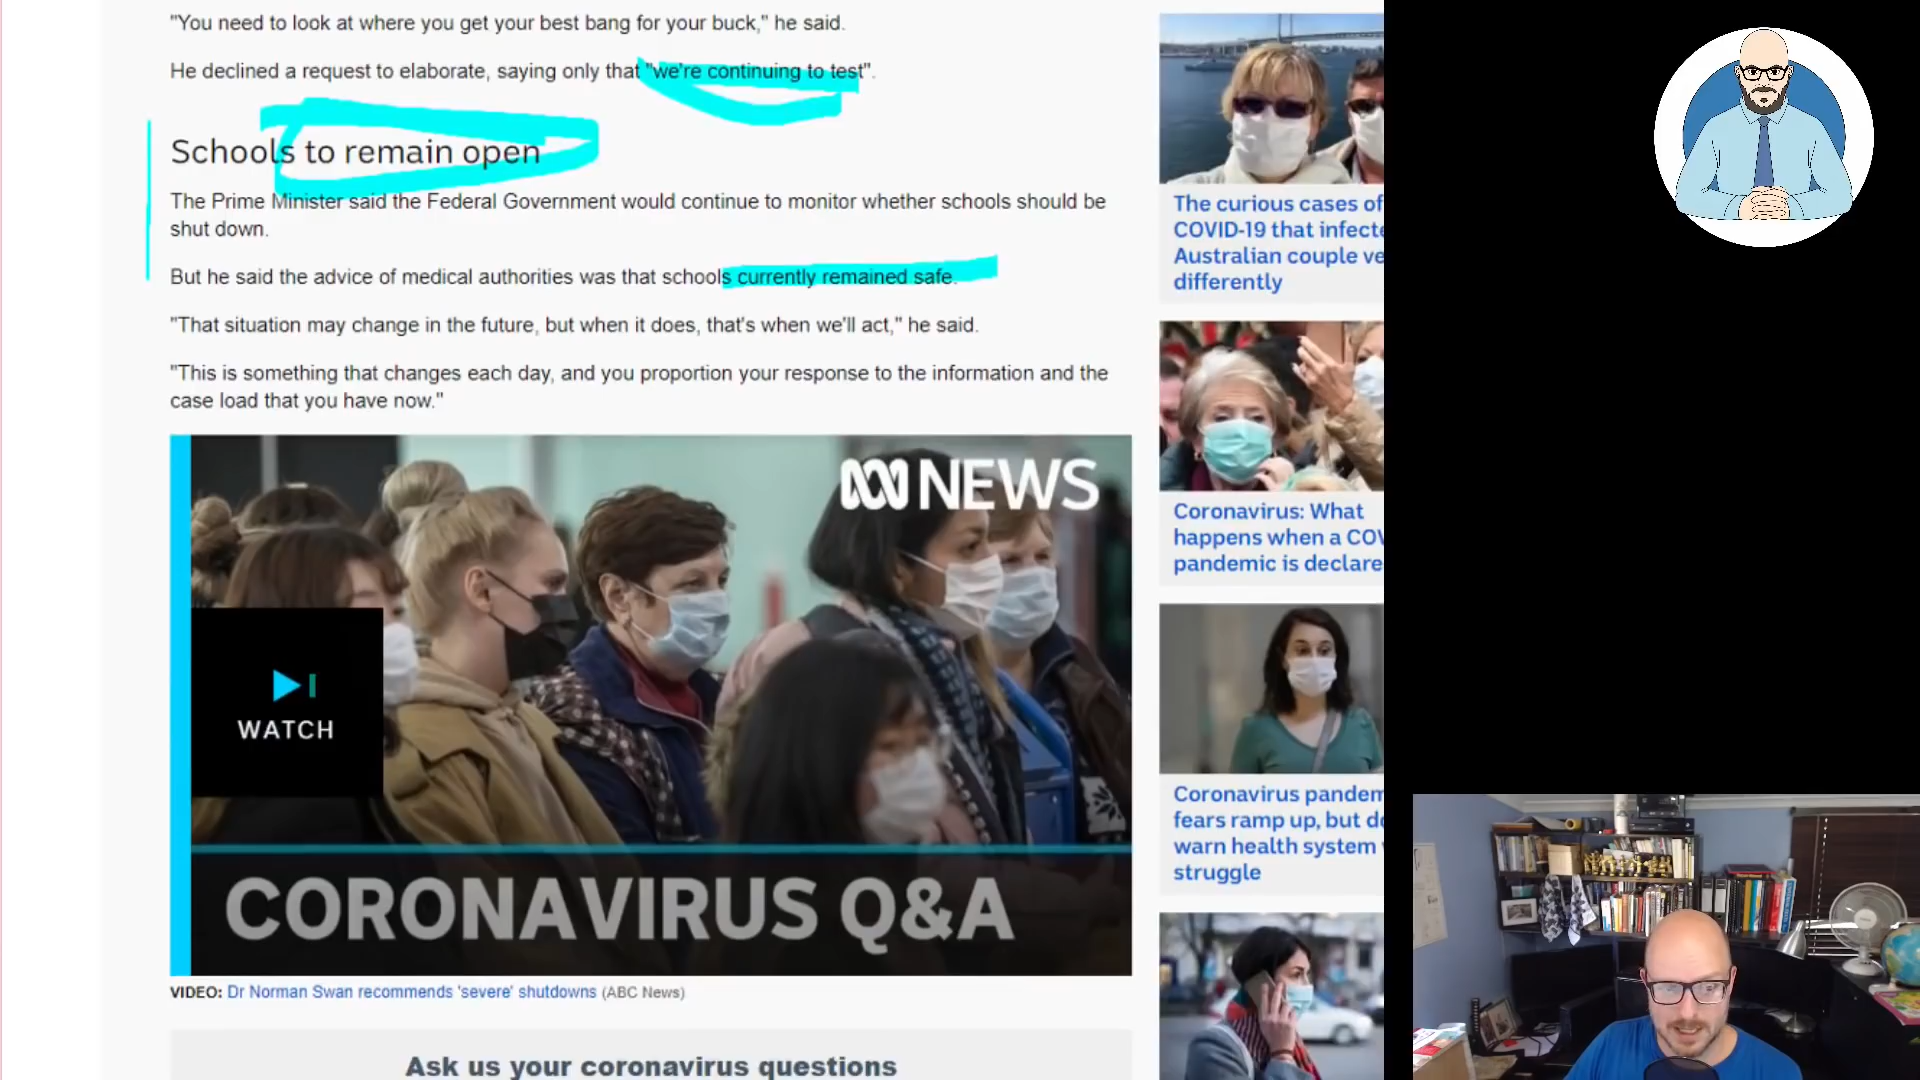 "You need to look at where you get your best bang for your buck," he said.
He declined a request to elaborate, saying only that "we're continuing to test".
Schools to remain open
The Prime Minister said the Federal Government would continue to monitor whether schools should be
shut down.
But he said the advice of medical authorities was that schools currently remained safe.
"That situation may change in the future, but when it does, that's when we'll act," he said.
"This is something that changes each day, and you proportion your response to the information and the
case load that you have now."
NEWS
WATCH
CORONAVIRUS Q&A
VIDEO: Dr Norman Swan recommends 'severe' shutdowns (ABC News)
Ask us your coronavirus questions
The curious cases of
COVID-19 that infecte
Australian couple ve
differently
Coronavirus: What
happens when a COV
pandemic is declare
Coronavirus pandem
fears ramp up, but d
warn health system
struggle